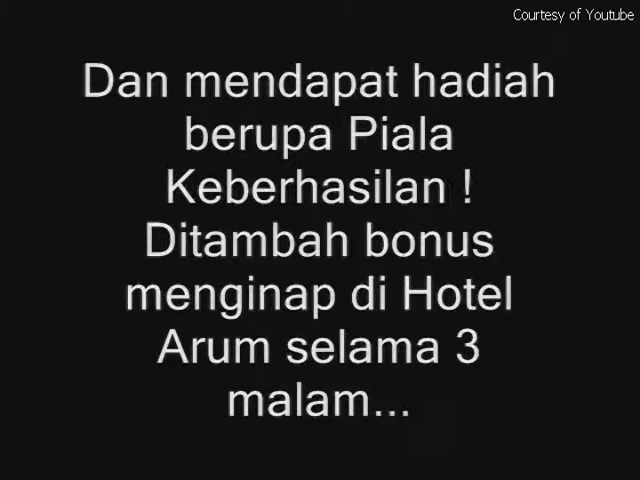 Courtesy of Youtube
Dan mendapat hadiah
berupa Piala
Keberhasilan !
Ditambah bonus
menginap di Hotel
Arum selama 3
malam...